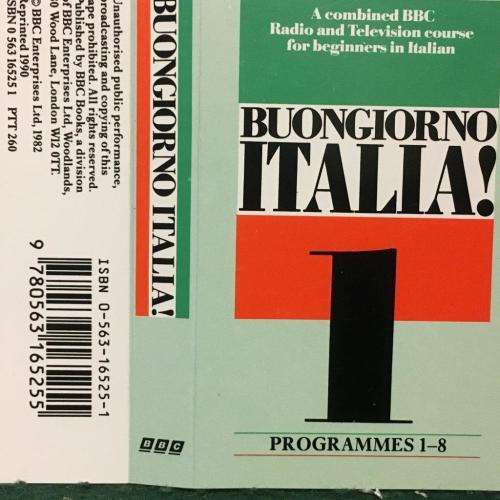 A combined BBC
Radio and Television course
for beginners in Italian
BUONGIORNO
ITALIA!
1
PROGRAMMES 1–8
BUONGIORNO ITALIA!
BBC
Unauthorised public performance,
broadcasting and copying of this
tape prohibited. All rights reserved.
Published by BBC Books, a division
of BBC Enterprises Ltd, Woodlands,
80 Wood Lane, London W12 0TT.
© BBC Enterprises Ltd, 1982
Reprinted 1990
ISBN 0 563 16525 1 PTT 260
ISBN 0-563-16525-1
9 780563 165255